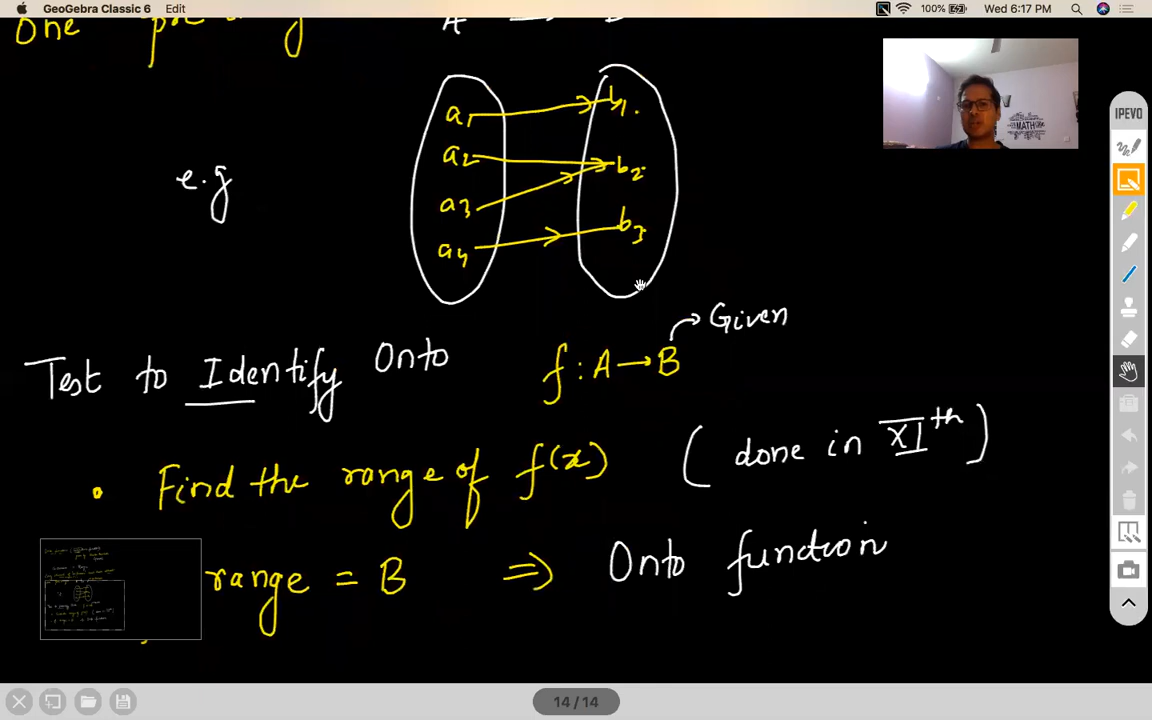 GeoGebra Classic 6 Edit 100% Wed 6:17 PM
One
A
IPEVO
MATH
a1 b1.
a2 b2.
e.g
a3
a4 b3
Given
Test to Identify Onto f : A → B
• Find the range of f(x) ( done in XIth )
range = B ⇒ Onto function
14 / 14